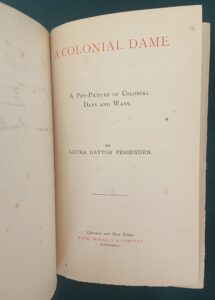 A COLONIAL DAME
A PEN-PICTURE OF COLONIAL
DAYS AND WAYS.
BY
LAURA DAYTON FESSENDEN.
CHICAGO AND NEW YORK:
RAND, MCNALLY & COMPANY